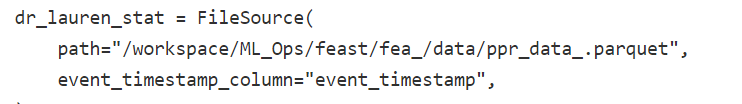 dr_lauren_stat = FileSource(
    path="/workspace/ML_Ops/feast/fea_/data/ppr_data_.parquet",
    event_timestamp_column="event_timestamp",